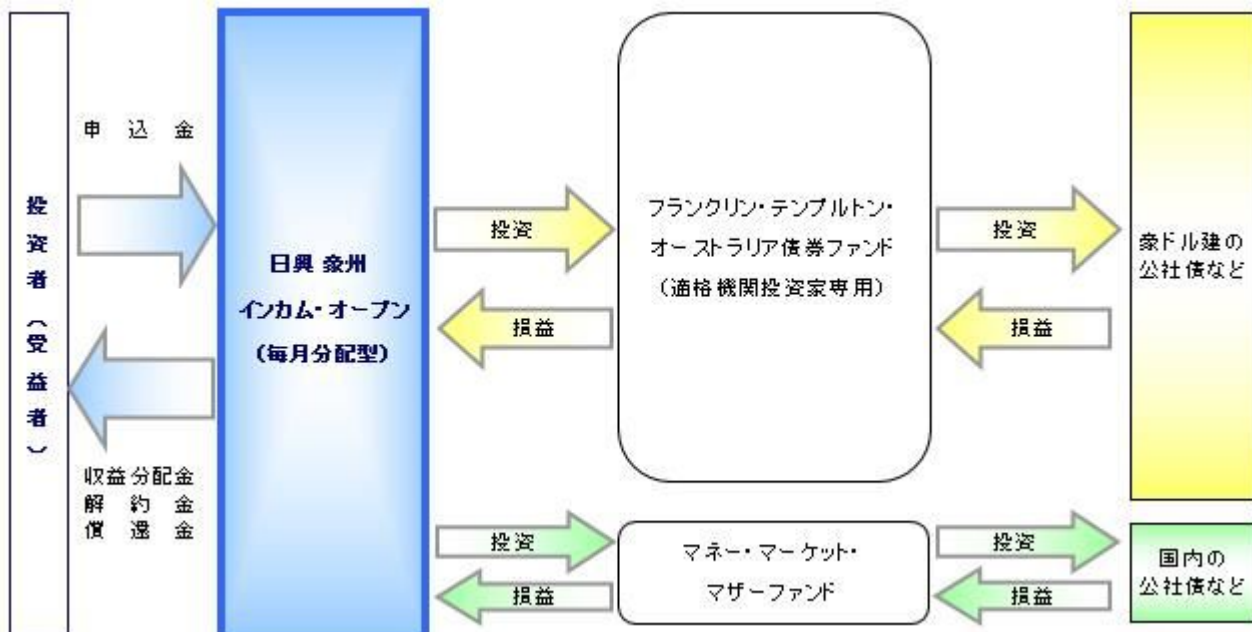 投資者（受益者）
申込金
収益分配金
解約金
償還金
日興豪州
インカム・オープン
（毎月分配型）
投資
損益
フランクリン・テンプルトン・
オーストラリア債券ファンド
（適格機関投資家専用）
投資
損益
豪ドル建の
公社債など
投資
損益
マネー・マーケット・
マザーファンド
投資
損益
国内の
公社債など